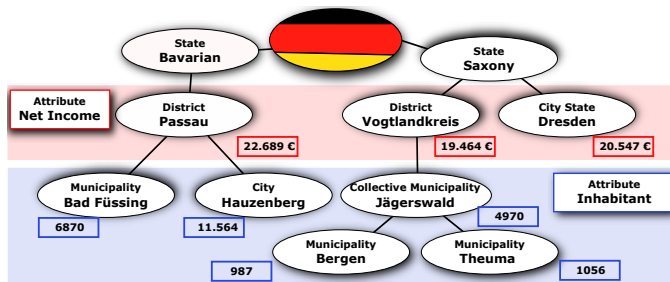 State
Bavarian
State
Saxony
Attribute
Net Income
District
Passau
District
Vogtlandkreis
City State
Dresden
22.689 €
19.464 €
20.547 €
Municipality
Bad Füssing
City
Hauzenberg
Collective Municipality
Jägerswald
Attribute
Inhabitant
6870
11.564
4970
Municipality
Bergen
Municipality
Theuma
987
1056